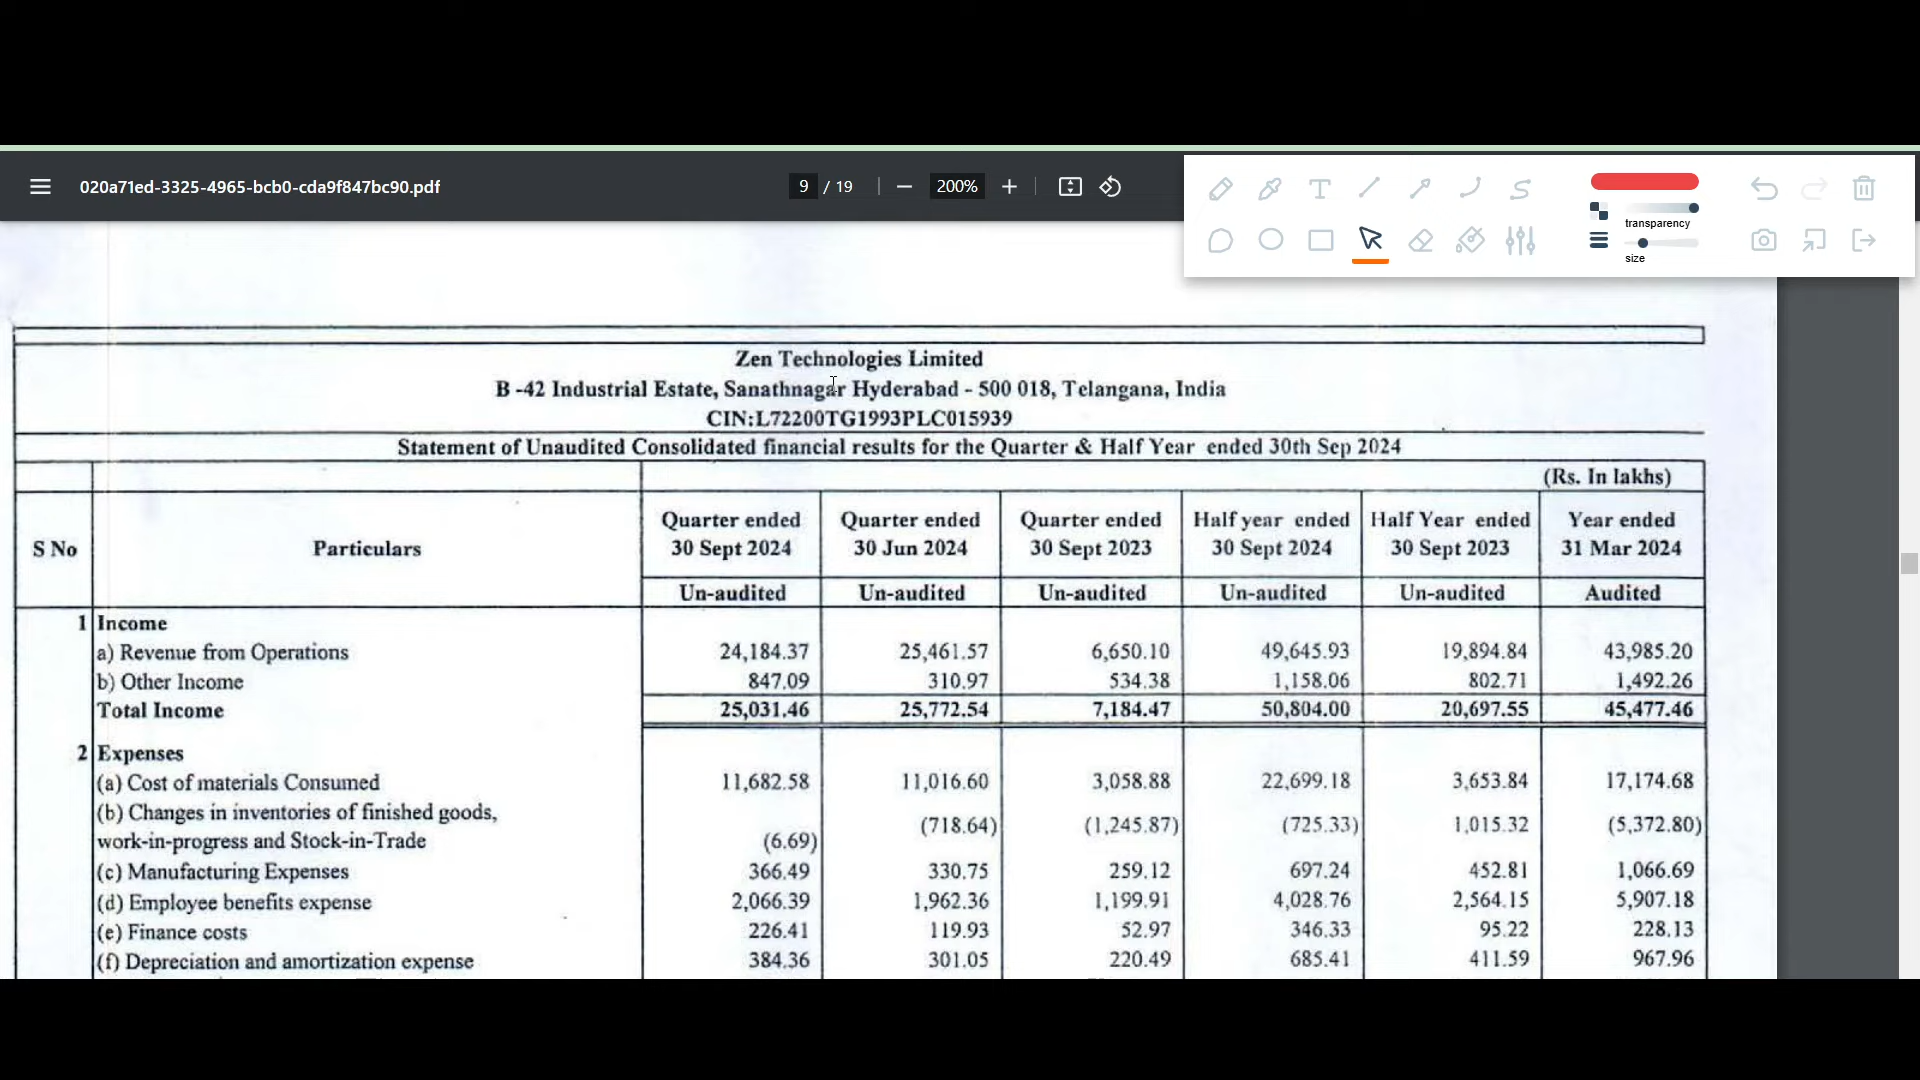 020a71ed-3325-4965-bcb0-cda9f847bc90.pdf 9 / 19 200%
transparency
size
Zen Technologies Limited
B -42 Industrial Estate, Sanathnagar Hyderabad - 500 018, Telangana, India
CIN:L72200TG1993PLC015939
Statement of Unaudited Consolidated financial results for the Quarter & Half Year ended 30th Sep 2024
(Rs. In lakhs)
S No Particulars Quarter ended 30 Sept 2024 Quarter ended 30 Jun 2024 Quarter ended 30 Sept 2023 Half year ended 30 Sept 2024 Half Year ended 30 Sept 2023 Year ended 31 Mar 2024
Un-audited Un-audited Un-audited Un-audited Un-audited Audited
1 Income
a) Revenue from Operations 24,184.37 25,461.57 6,650.10 49,645.93 19,894.84 43,985.20
b) Other Income 847.09 310.97 534.38 1,158.06 802.71 1,492.26
Total Income 25,031.46 25,772.54 7,184.47 50,804.00 20,697.55 45,477.46
2 Expenses
(a) Cost of materials Consumed 11,682.58 11,016.60 3,058.88 22,699.18 3,653.84 17,174.68
(b) Changes in inventories of finished goods,
work-in-progress and Stock-in-Trade (6.69) (718.64) (1,245.87) (725.33) 1,015.32 (5,372.80)
(c) Manufacturing Expenses 366.49 330.75 259.12 697.24 452.81 1,066.69
(d) Employee benefits expense 2,066.39 1,962.36 1,199.91 4,028.76 2,564.15 5,907.18
(e) Finance costs 226.41 119.93 52.97 346.33 95.22 228.13
(f) Depreciation and amortization expense 384.36 301.05 220.49 685.41 411.59 967.96